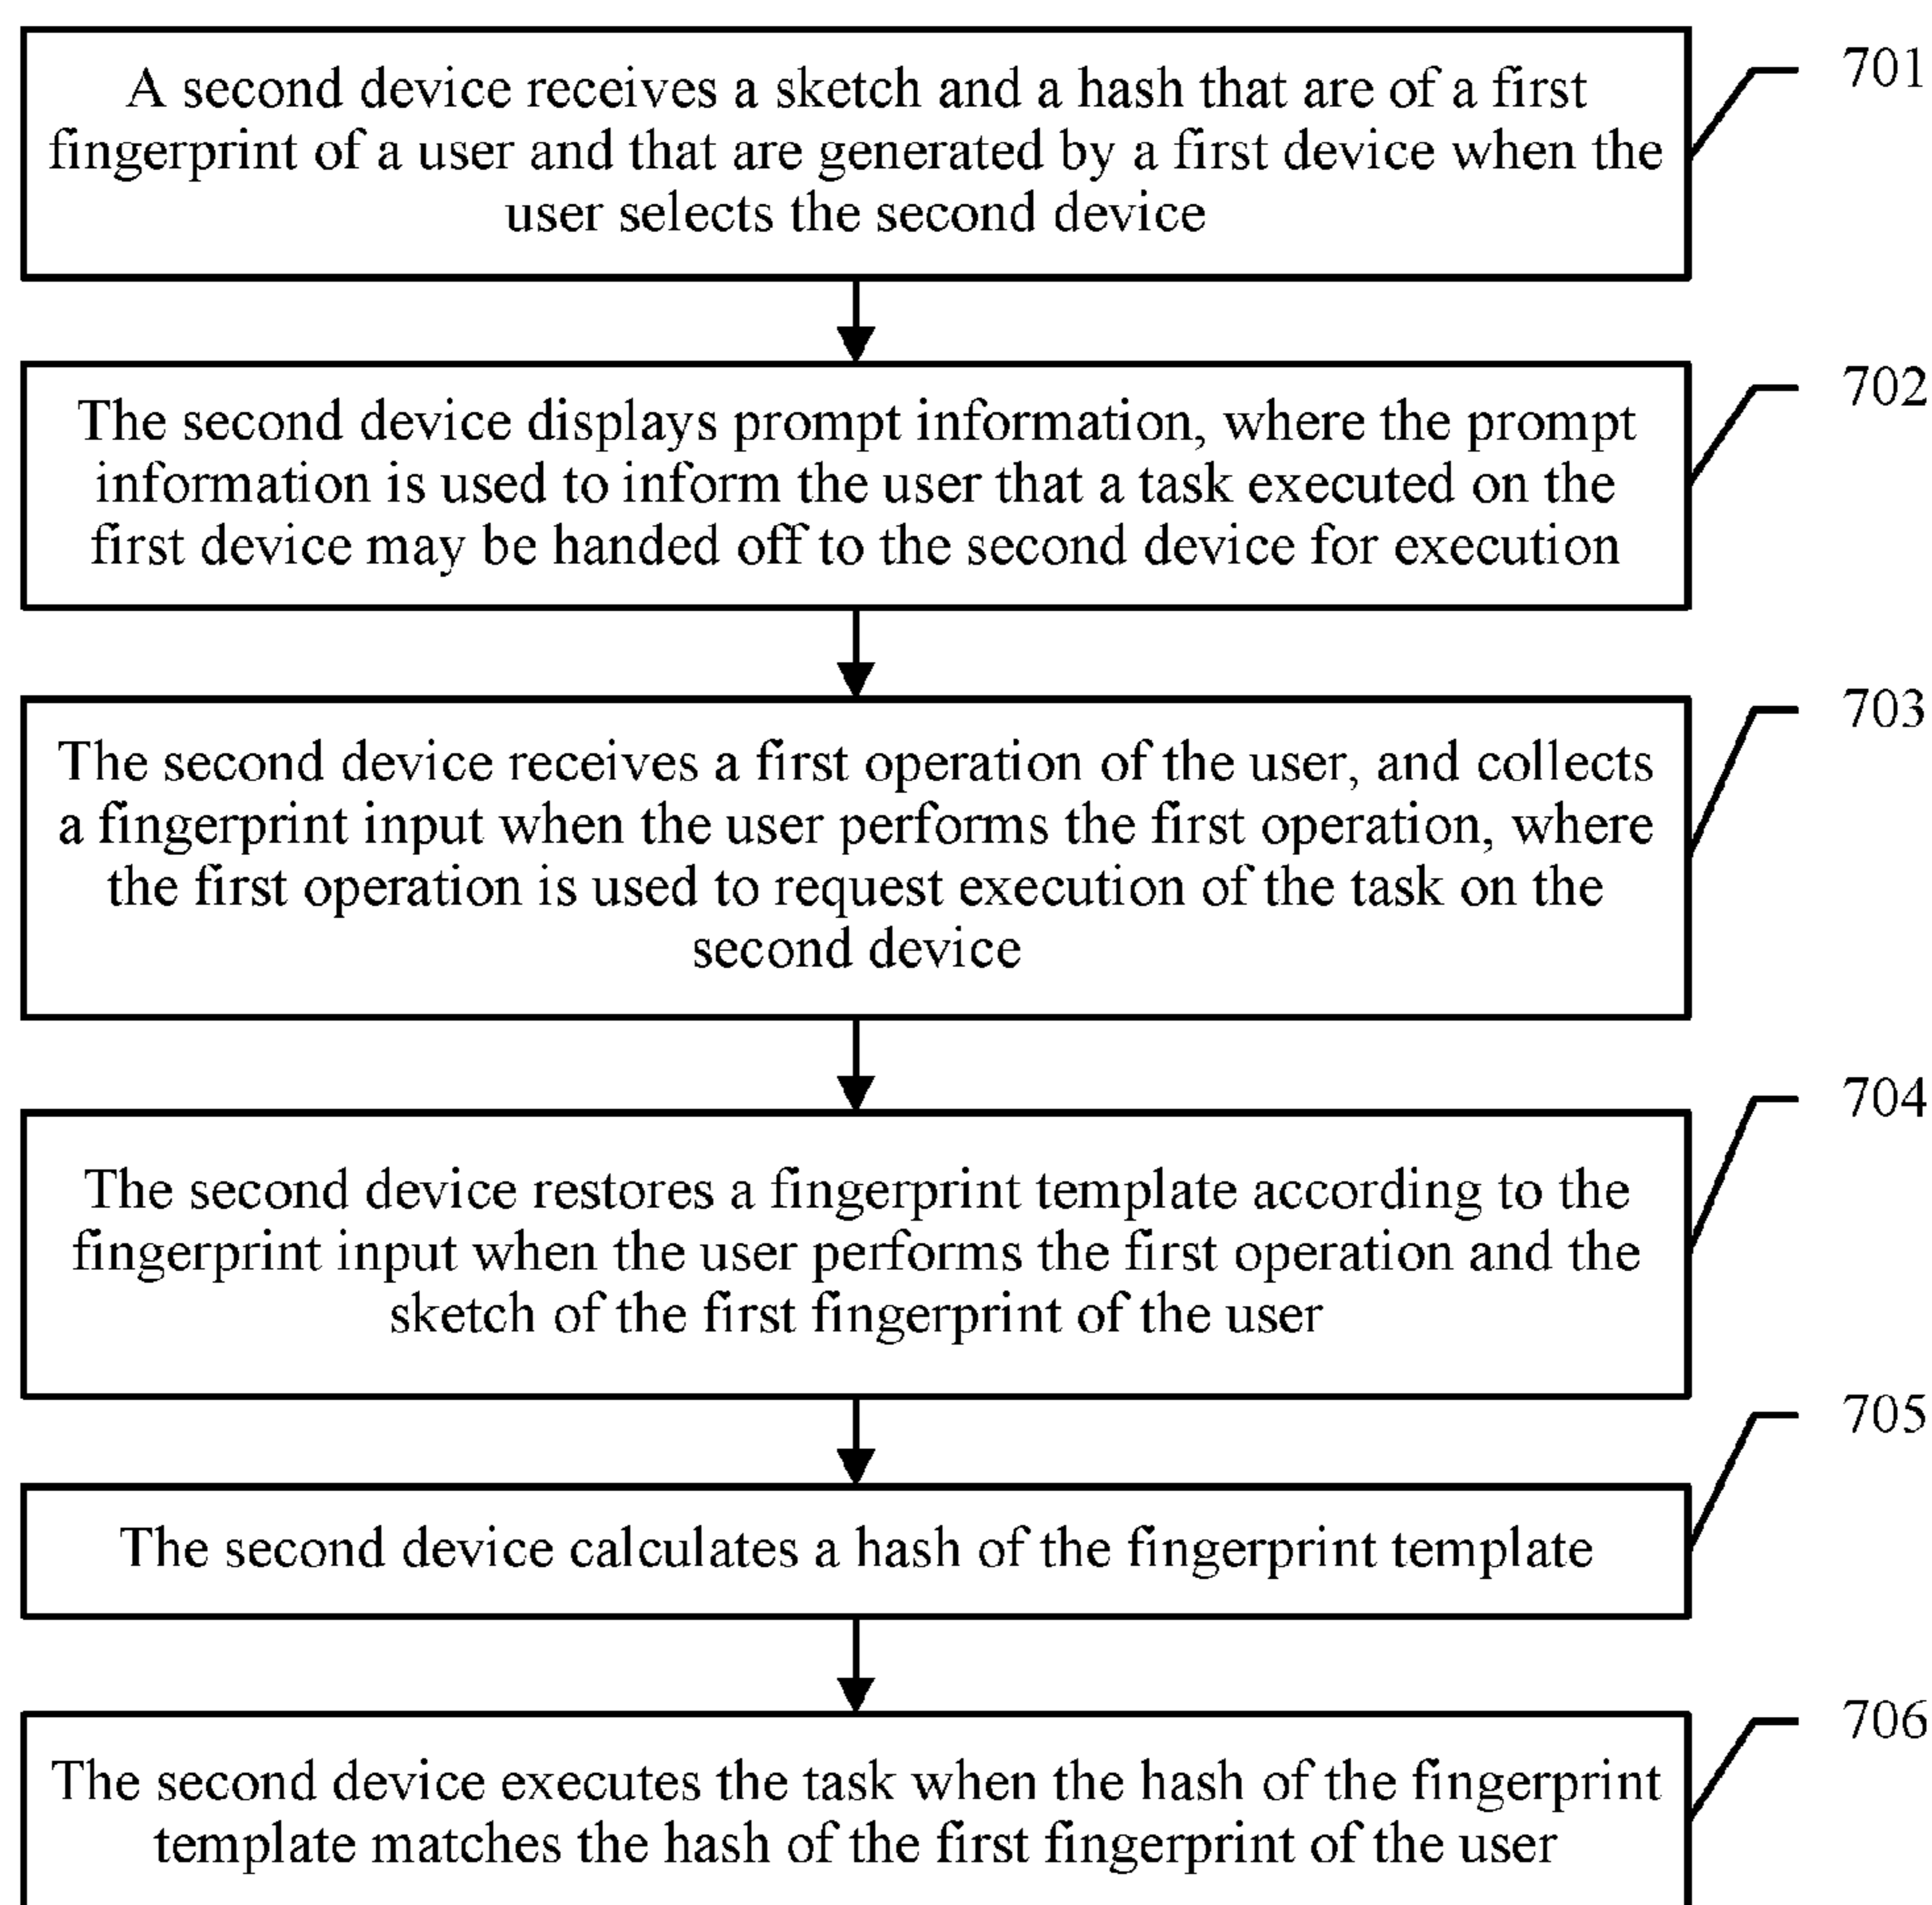 A second device receives a sketch and a hash that are of a first
fingerprint of a user and that are generated by a first device when the
user selects the second device
701
The second device displays prompt information, where the prompt
information is used to inform the user that a task executed on the
first device may be handed off to the second device for execution
702
The second device receives a first operation of the user, and collects
a fingerprint input when the user performs the first operation, where
the first operation is used to request execution of the task on the
second device
703
The second device restores a fingerprint template according to the
fingerprint input when the user performs the first operation and the
sketch of the first fingerprint of the user
704
The second device calculates a hash of the fingerprint template
705
The second device executes the task when the hash of the fingerprint
template matches the hash of the first fingerprint of the user
706